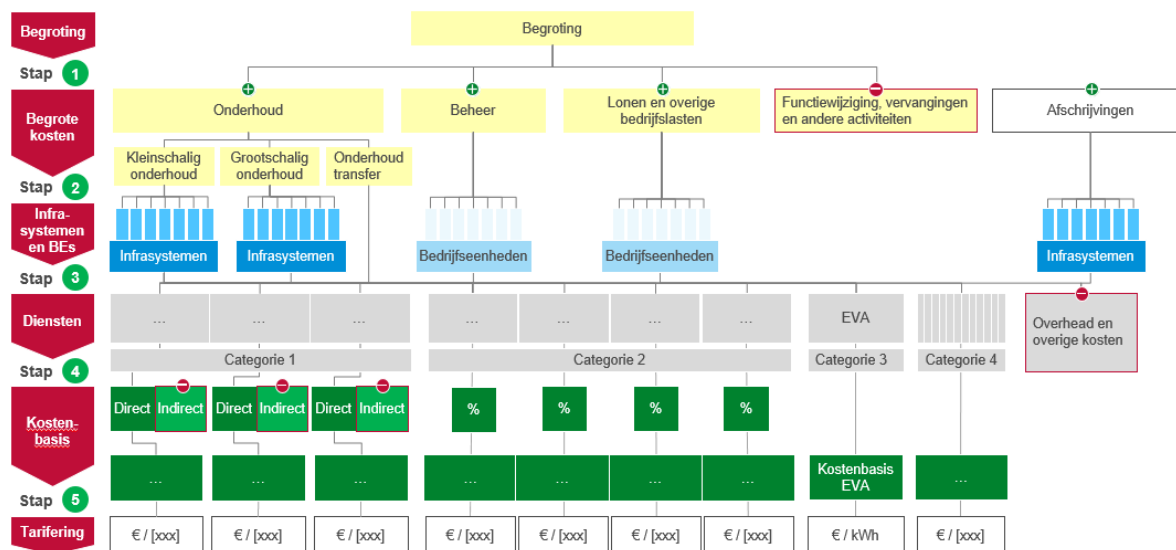 Begroting
Begroting
Stap 1
Begrote
kosten
Onderhoud
Beheer
Lonen en overige
bedrijfslasten
Functiewijziging, vervangingen
en andere activiteiten
Afschrijvingen
Kleinschalig
onderhoud
Grootschalig
onderhoud
Onderhoud
transfer
Stap 2
Infra-
systemen
en BEs
Infrasystemen
Infrasystemen
Bedrijfseenheden
Bedrijfseenheden
Infrasystemen
Stap 3
Diensten
...
...
...
...
...
...
...
EVA
Overhead en
overige kosten
Categorie 1
Categorie 2
Categorie 3
Categorie 4
Stap 4
Kosten-
basis
Direct
Indirect
Direct
Indirect
Direct
Indirect
%
%
%
%
...
...
...
...
...
...
...
Kostenbasis
EVA
...
Stap 5
Tarifering
€ / [xxx]
€ / [xxx]
€ / [xxx]
€ / [xxx]
€ / [xxx]
€ / [xxx]
€ / [xxx]
€ / kWh
€ / [xxx]